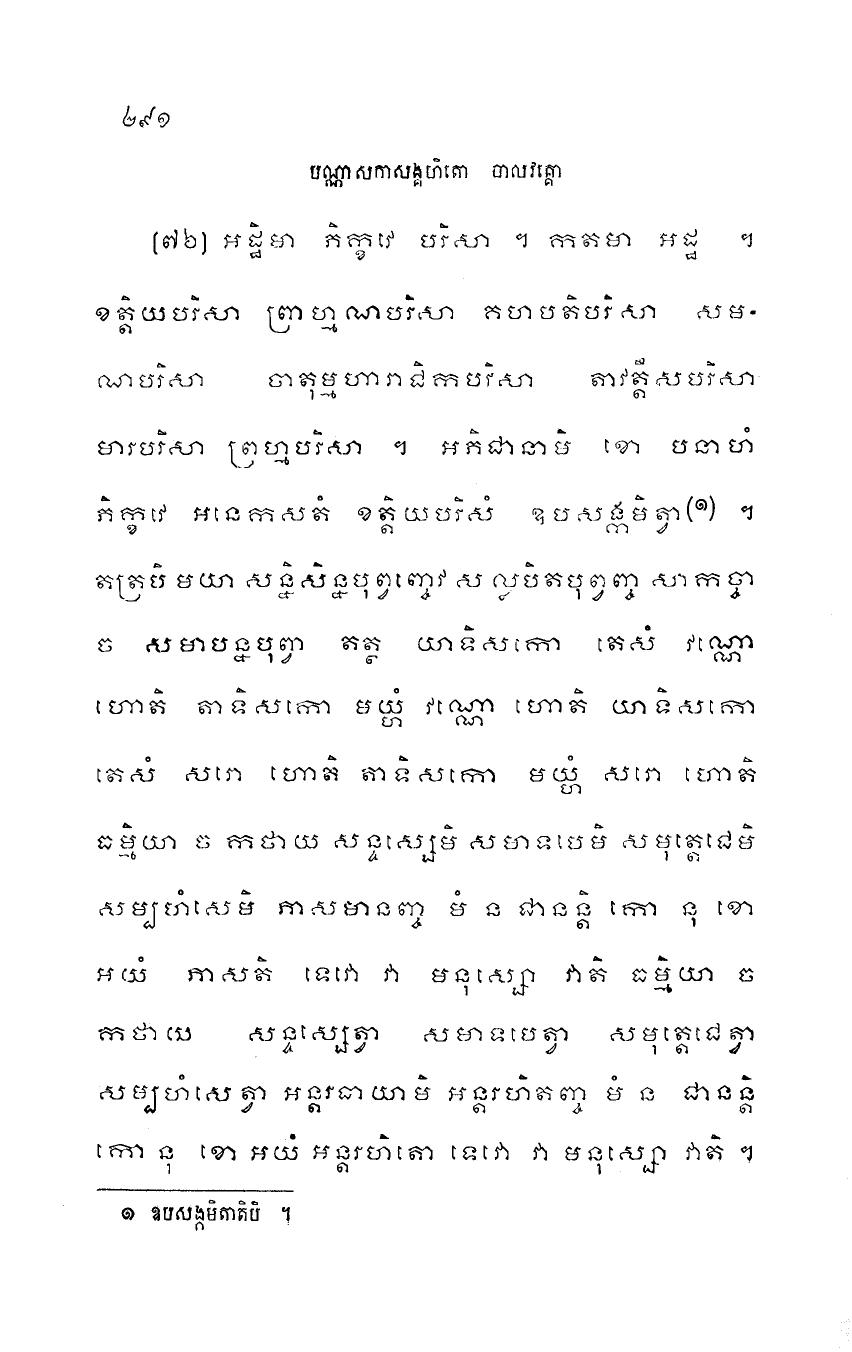 ២៩១
បណ្ណាសកាសង្គហិតោ ចាលវគ្គោ
(៧៦) អដ្ឋិមា ភិក្ខវេ បរិសា ។ កតមា អដ្ឋ ។
ខត្តិយបរិសា ព្រាហ្មណបរិសា គហបតិបរិសា សម-
ណបរិសា ចាតុម្មហារាជិកបរិសា តាវត្តឹសបរិសា
មារបរិសា ព្រហ្មបរិសា ។ អភិជានាមិ ខោ បនាហំ
ភិក្ខវេ អនេកសតំ ខត្តិយបរិសំ ឧបសង្កមិត្វា(១) ។
តត្របិ មយា សន្និសិន្នបុព្វញ្ចេវ សល្លបិតបុព្វញ្ច សាកច្ឆា
ច សមាបន្នបុព្វា តត្ថ យាទិសកោ តេសំ វណ្ណោ
ហោតិ តាទិសកោ មយ្ហំ វណ្ណោ ហោតិ យាទិសកោ
តេសំ សរោ ហោតិ តាទិសកោ មយ្ហំ សរោ ហោតិ
ធម្មិយា ច កថាយ សន្ទស្សេមិ សមាទបេមិ សមុត្តេជេមិ
សម្បហំសេមិ ភាសមានញ្ច មំ ន ជានន្តិ កោ នុ ខោ
អយំ ភាសតិ ទេវោ វា មនុស្សោ វាតិ ធម្មិយា ច
កថាយ សន្ទស្សេត្វា សមាទបេត្វា សមុត្តេជេត្វា
សម្បហំសេត្វា អន្តរធាយាមិ អន្តរហិតញ្ច មំ ន ជានន្តិ
កោ នុ ខោ អយំ អន្តរហិតោ ទេវោ វា មនុស្សោ វាតិ ។
១ ឧបសង្កមិតាតិបិ ។